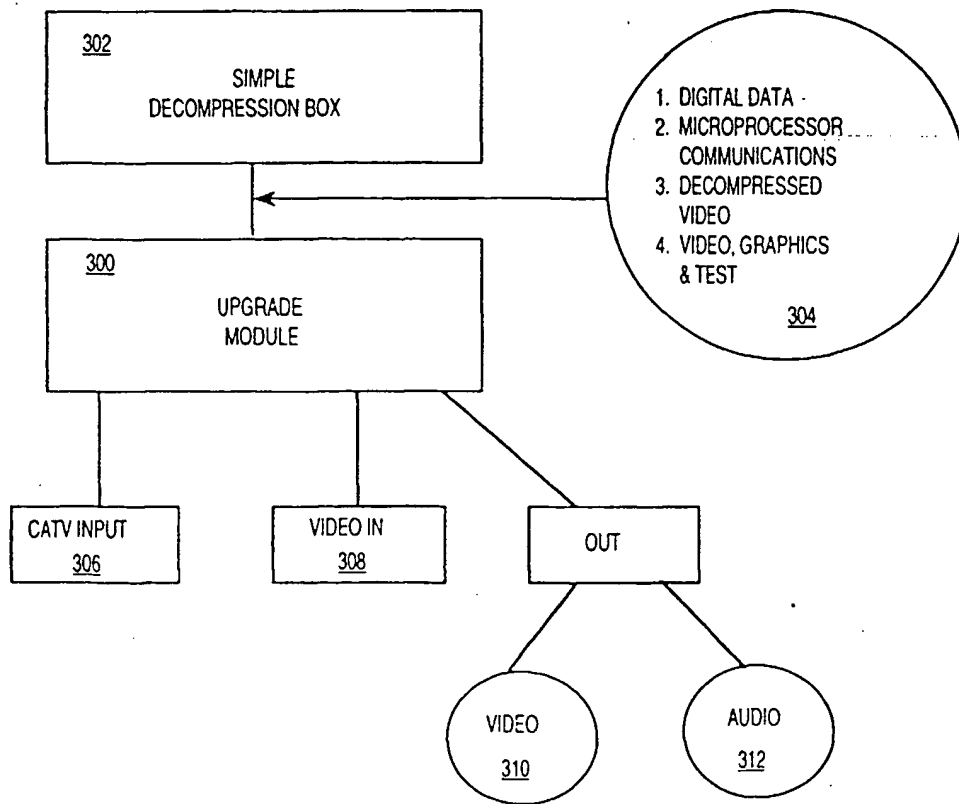 302
SIMPLE
DECOMPRESSION BOX
1. DIGITAL DATA
2. MICROPROCESSOR
COMMUNICATIONS
3. DECOMPRESSED
VIDEO
4. VIDEO, GRAPHICS
& TEST
304
300
UPGRADE
MODULE
CATV INPUT
306
VIDEO IN
308
OUT
VIDEO
310
AUDIO
312